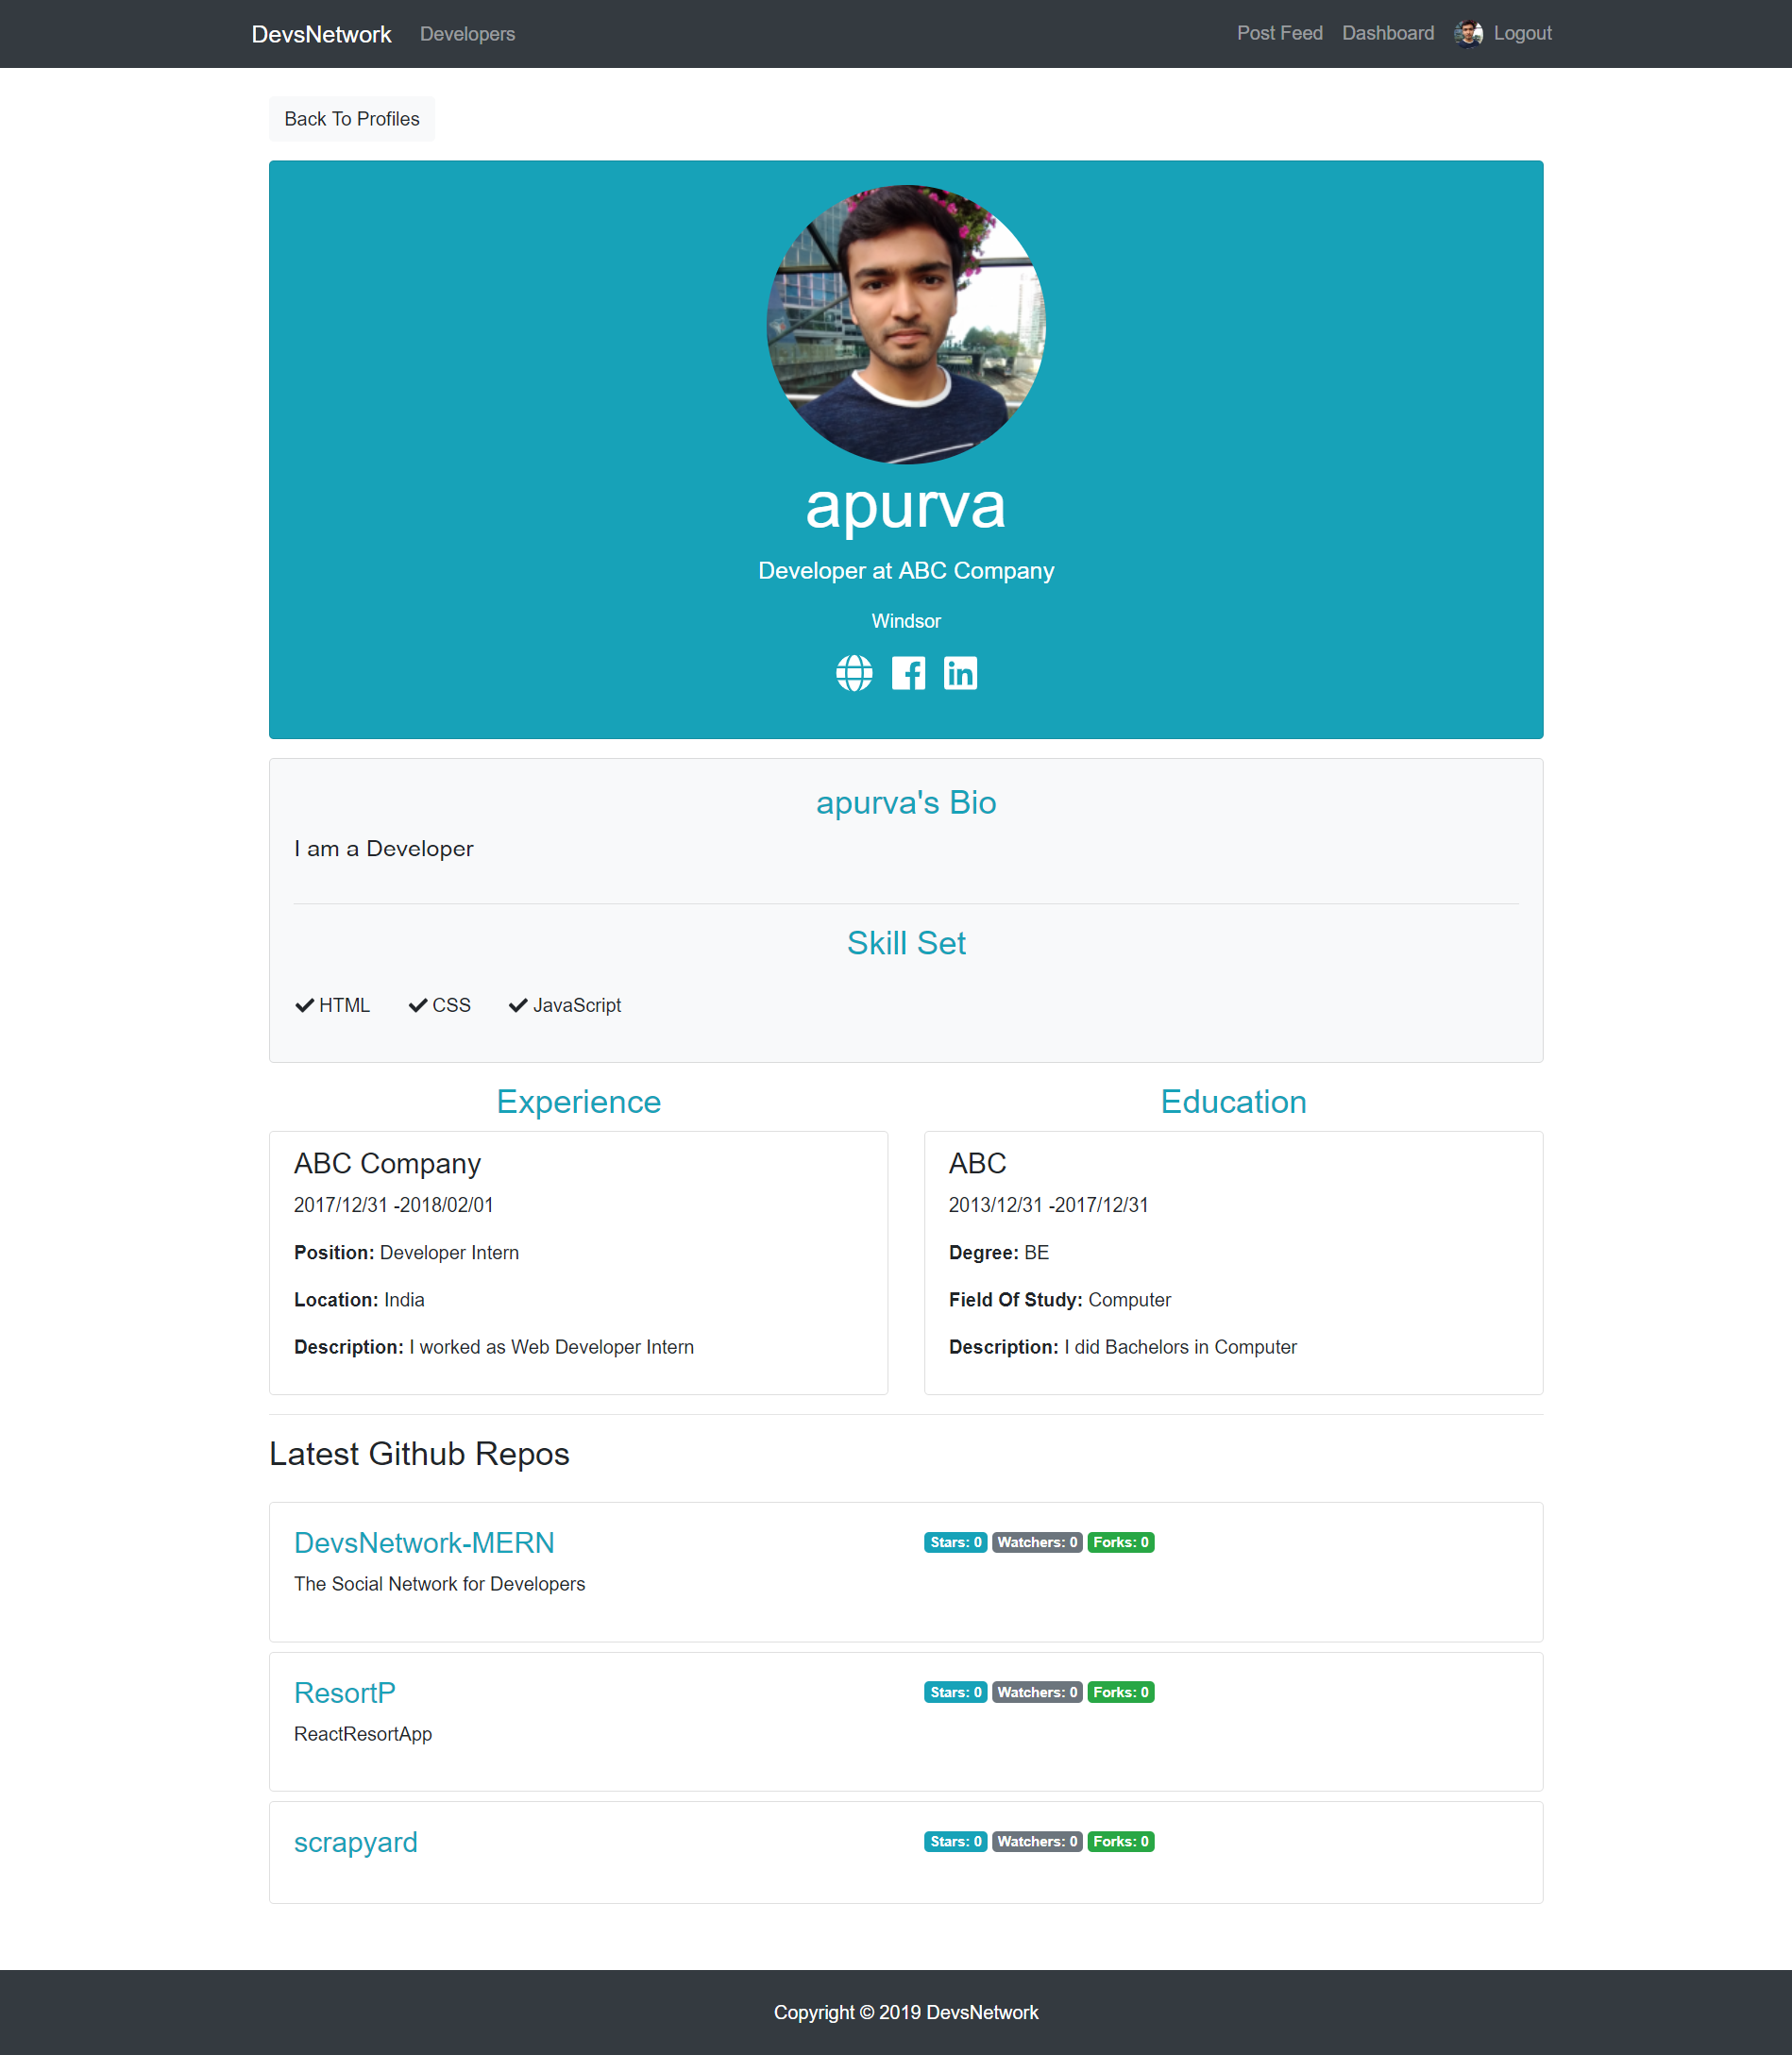 DevsNetwork Developers Post Feed Dashboard Logout
Back To Profiles
apurva
Developer at ABC Company
Windsor
apurva's Bio
I am a Developer
Skill Set
HTML CSS JavaScript
Experience
ABC Company
2017/12/31 -2018/02/01
Position: Developer Intern
Location: India
Description: I worked as Web Developer Intern
Education
ABC
2013/12/31 -2017/12/31
Degree: BE
Field Of Study: Computer
Description: I did Bachelors in Computer
Latest Github Repos
DevsNetwork-MERN
The Social Network for Developers
Stars: 0 Watchers: 0 Forks: 0
ResortP
ReactResortApp
Stars: 0 Watchers: 0 Forks: 0
scrapyard
Stars: 0 Watchers: 0 Forks: 0
Copyright © 2019 DevsNetwork